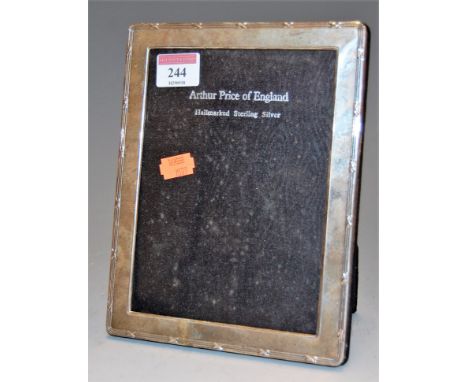 244
Arthur Price of England
Hallmarked Sterling Silver